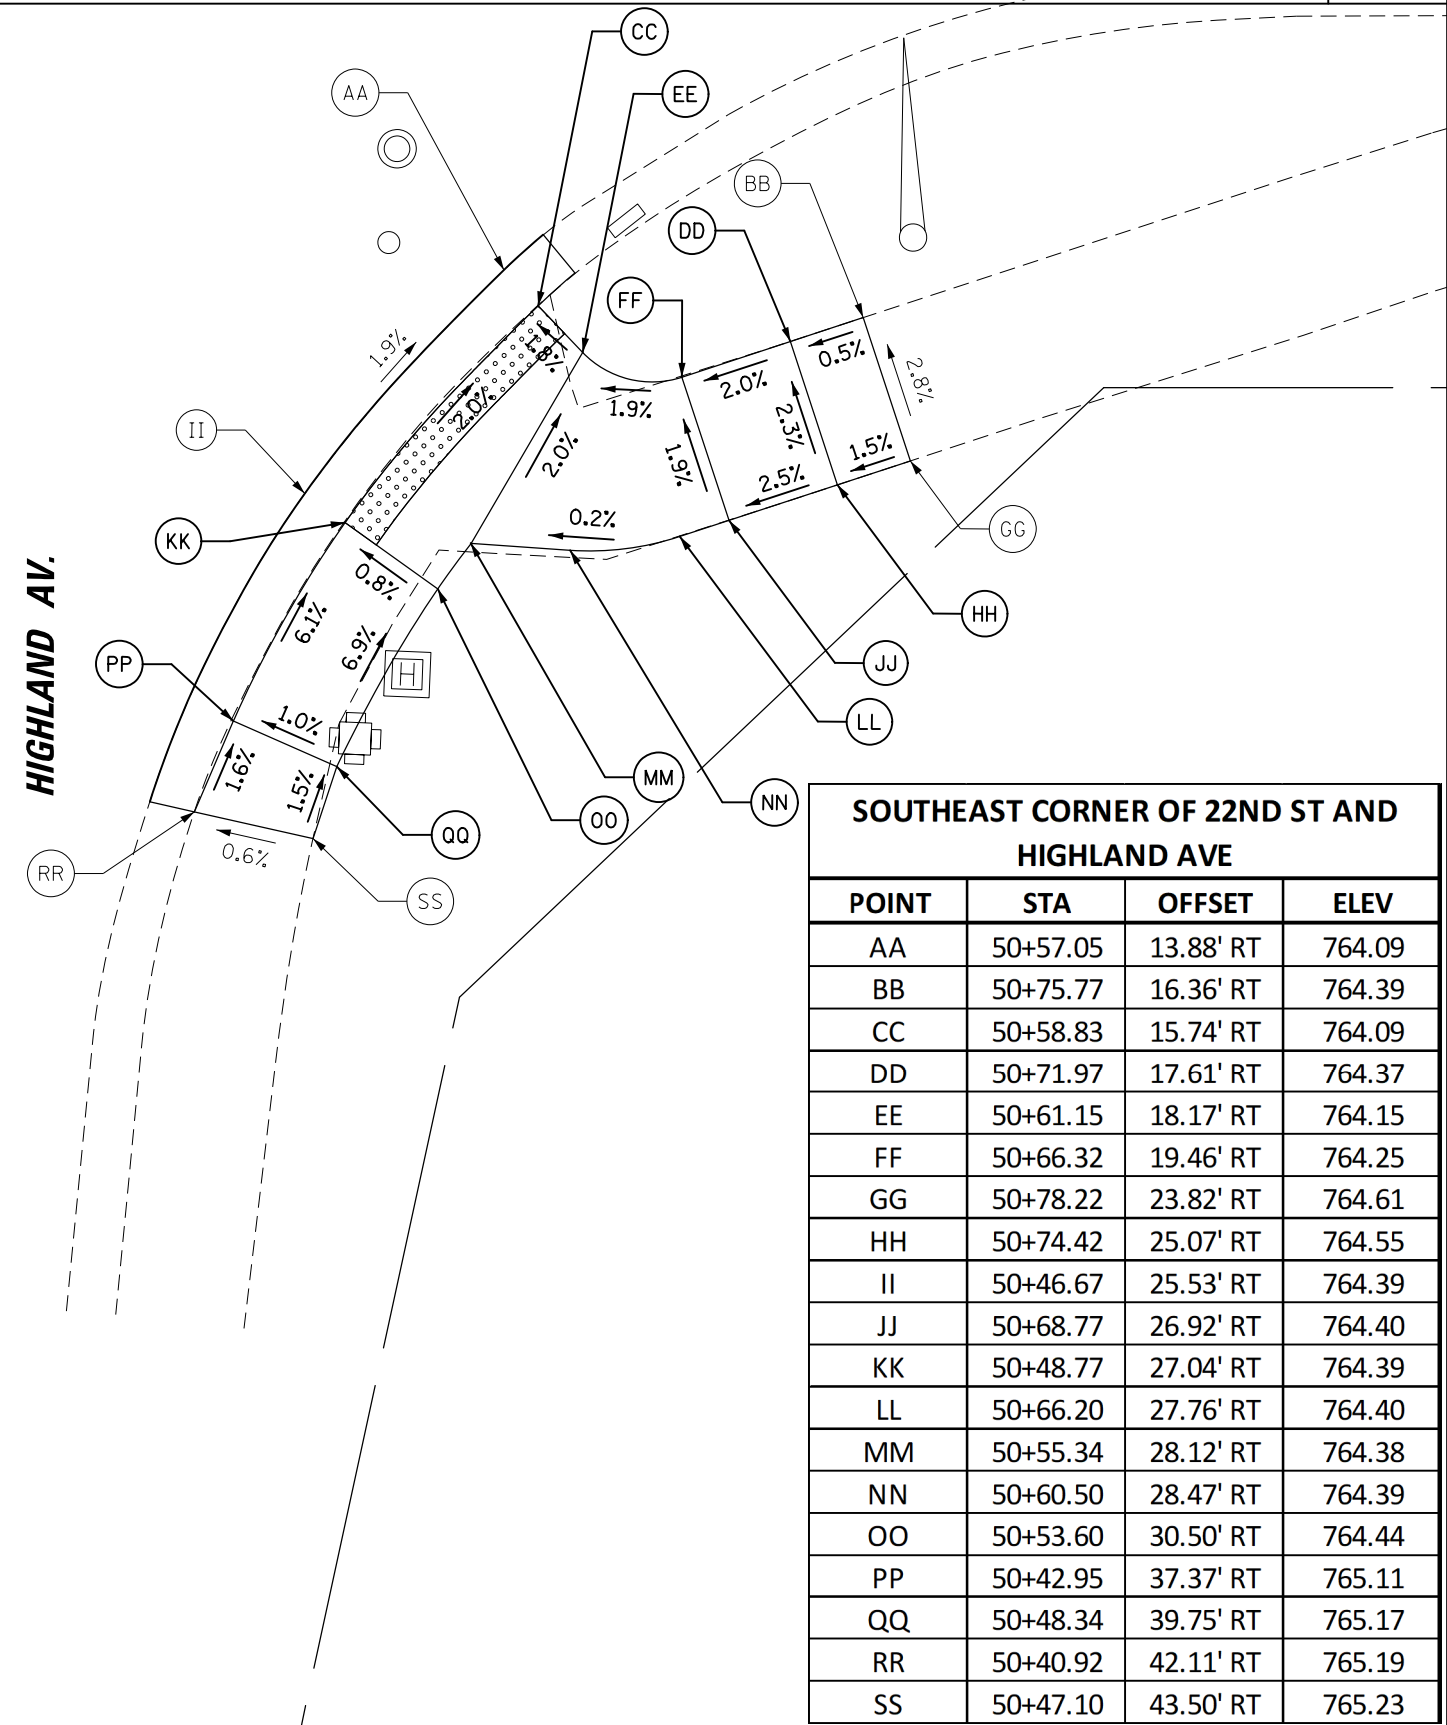 CC
AA
EE
BB
DD
FF
1.9%
1.8%
0.5%
2.8%
2.0%
1.9%
2.0%
II
2.3%
2.0%
1.9%
1.5%
2.5%
0.2%
GG
KK
0.8%
HIGHLAND AV.
6.1%
6.9%
HH
PP
H
JJ
1.0%
LL
1.6%
1.5%
MM
NN
OO
QQ
0.6%
RR
SS
SOUTHEAST CORNER OF 22ND ST AND
HIGHLAND AVE
POINT STA OFFSET ELEV
AA 50+57.05 13.88' RT 764.09
BB 50+75.77 16.36' RT 764.39
CC 50+58.83 15.74' RT 764.09
DD 50+71.97 17.61' RT 764.37
EE 50+61.15 18.17' RT 764.15
FF 50+66.32 19.46' RT 764.25
GG 50+78.22 23.82' RT 764.61
HH 50+74.42 25.07' RT 764.55
II 50+46.67 25.53' RT 764.39
JJ 50+68.77 26.92' RT 764.40
KK 50+48.77 27.04' RT 764.39
LL 50+66.20 27.76' RT 764.40
MM 50+55.34 28.12' RT 764.38
NN 50+60.50 28.47' RT 764.39
OO 50+53.60 30.50' RT 764.44
PP 50+42.95 37.37' RT 765.11
QQ 50+48.34 39.75' RT 765.17
RR 50+40.92 42.11' RT 765.19
SS 50+47.10 43.50' RT 765.23